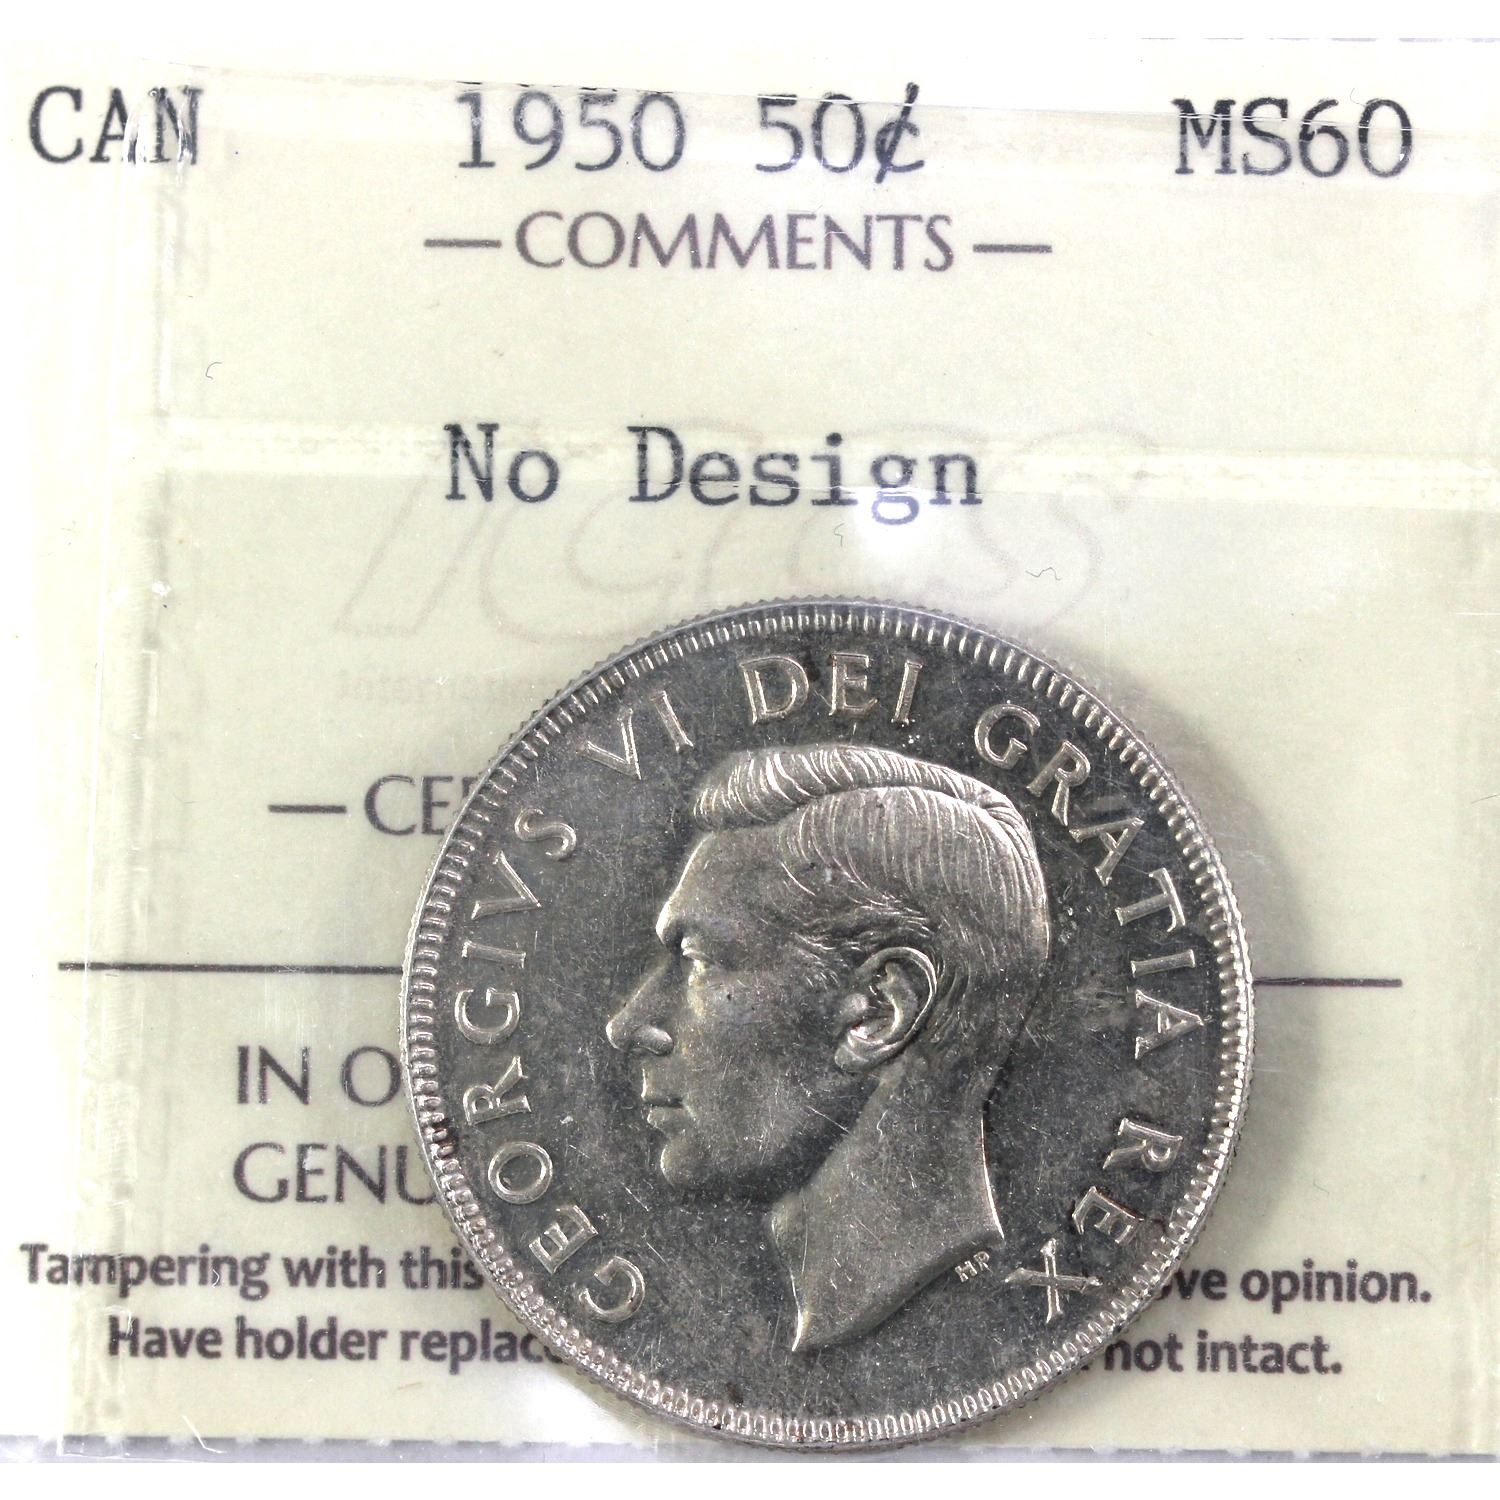 CAN 1950 50¢ MS60
— COMMENTS —
No Design
ICCS
— CE
IN O
GENU
Tampering with this ve opinion.
Have holder replac not intact.
GEORGIVS VI DEI GRATIA REX
HP